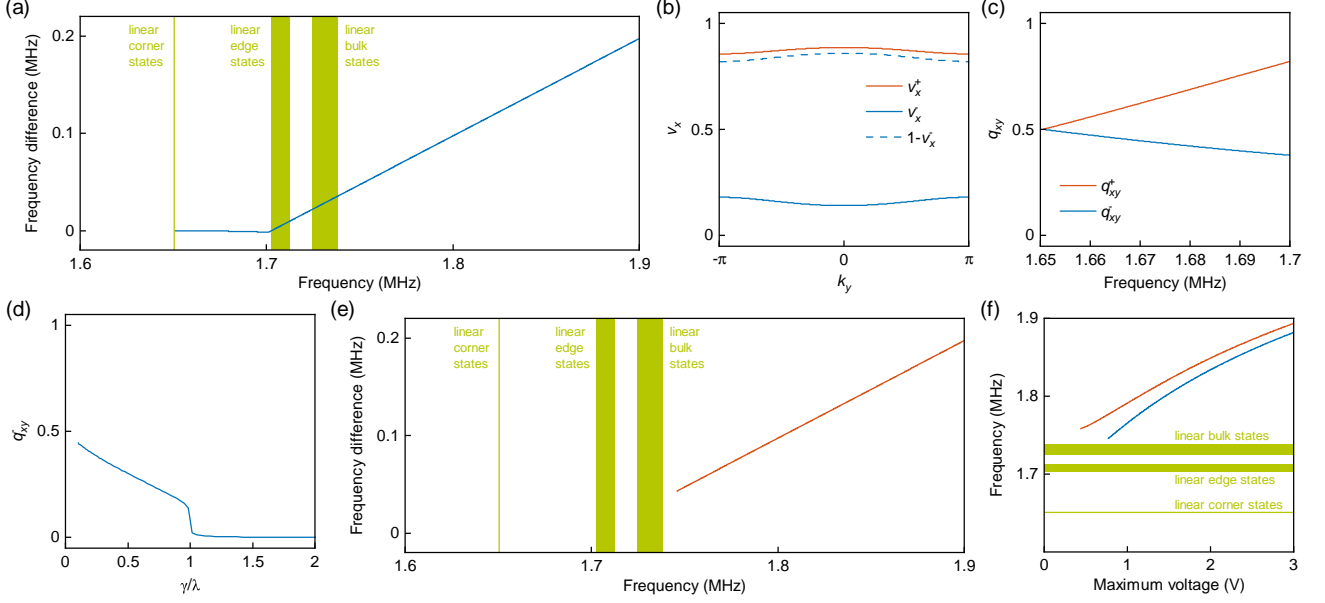 (a)
Frequency difference (MHz)
0.2
0.1
0
linear
corner
states
linear
edge
states
linear
bulk
states
1.6
1.7
1.8
1.9
Frequency (MHz)
(b)
v_x
1
0.5
0
v_x^+
v_x^-
1-v_x^-
-π
0
π
k_y
(c)
q_xy
1
0.5
0
q_xy^+
q_xy^-
1.65
1.66
1.67
1.68
1.69
1.7
Frequency (MHz)
(d)
q_xy^-
1
0.5
0
0
0.5
1
1.5
2
γ/λ
(e)
Frequency difference (MHz)
0.2
0.1
0
linear
corner
states
linear
edge
states
linear
bulk
states
1.6
1.7
1.8
1.9
Frequency (MHz)
(f)
Frequency (MHz)
1.9
1.8
1.7
1.6
linear bulk states
linear edge states
linear corner states
0
1
2
3
Maximum voltage (V)